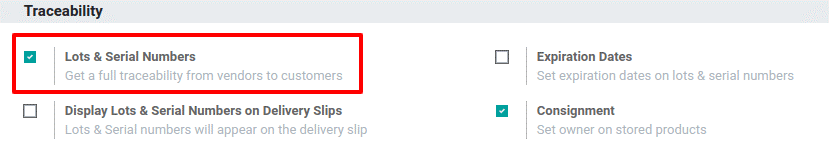 Traceability
Lots & Serial Numbers
Get a full traceability from vendors to customers
Expiration Dates
Set expiration dates on lots & serial numbers
Display Lots & Serial Numbers on Delivery Slips
Lots & Serial numbers will appear on the delivery slip
Consignment
Set owner on stored products